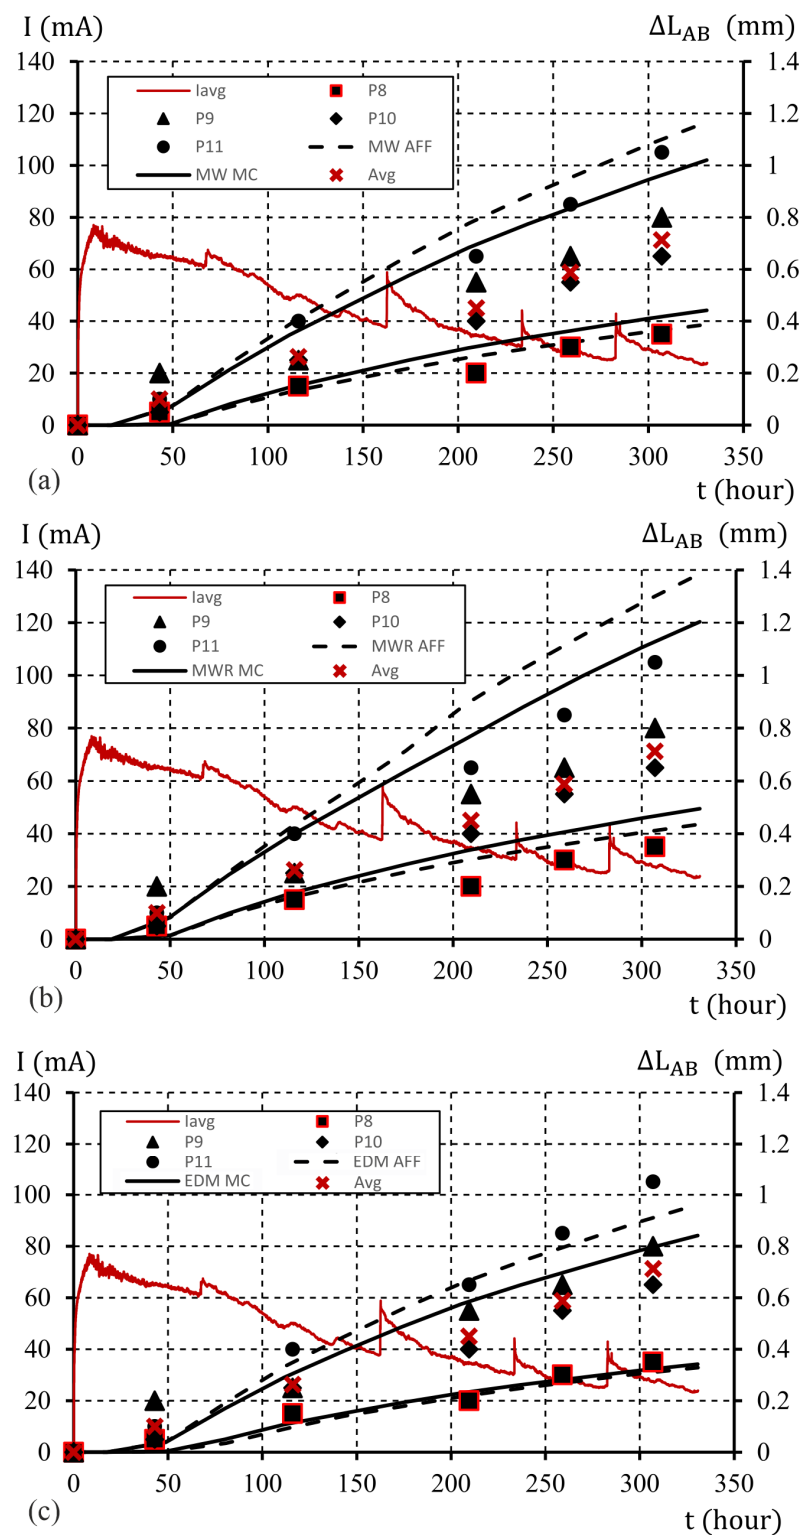 I (mA) ΔL_AB (mm)
140 1.4
Iavg P8
120 P9 P10 1.2
P11 MW AFF
100 MW MC Avg 1
80 0.8
60 0.6
40 0.4
20 0.2
0 0
0 50 100 150 200 250 300 350
(a) t (hour)
I (mA) ΔL_AB (mm)
140 1.4
Iavg P8
120 P9 P10 1.2
P11 MWR AFF
100 MWR MC Avg 1
80 0.8
60 0.6
40 0.4
20 0.2
0 0
0 50 100 150 200 250 300 350
(b) t (hour)
I (mA) ΔL_AB (mm)
140 1.4
Iavg P8
120 P9 P10 1.2
P11 EDM AFF
EDM MC Avg
100 1
80 0.8
60 0.6
40 0.4
20 0.2
0 0
0 50 100 150 200 250 300 350
(c) t (hour)